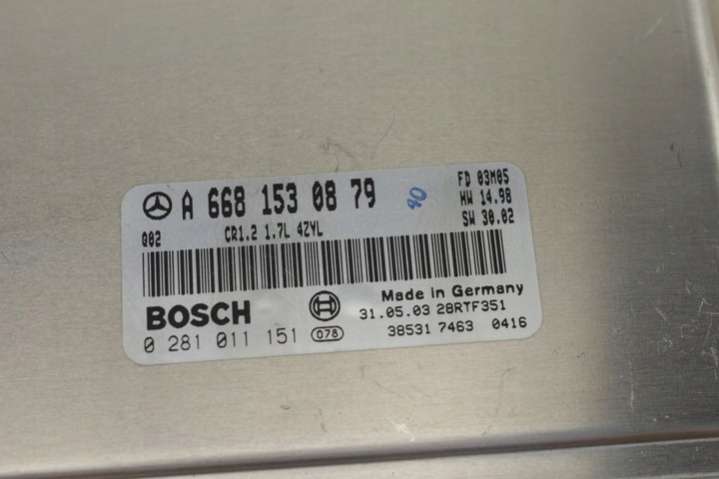 A 668 153 08 79
40
FD 03M05
HW 14.98
SW 30.02
Q02 CR1.2 1.7L 4ZYL
BOSCH
Made in Germany
31.05.03 28RTF351
0 281 011 151 078
38531 7463 0416